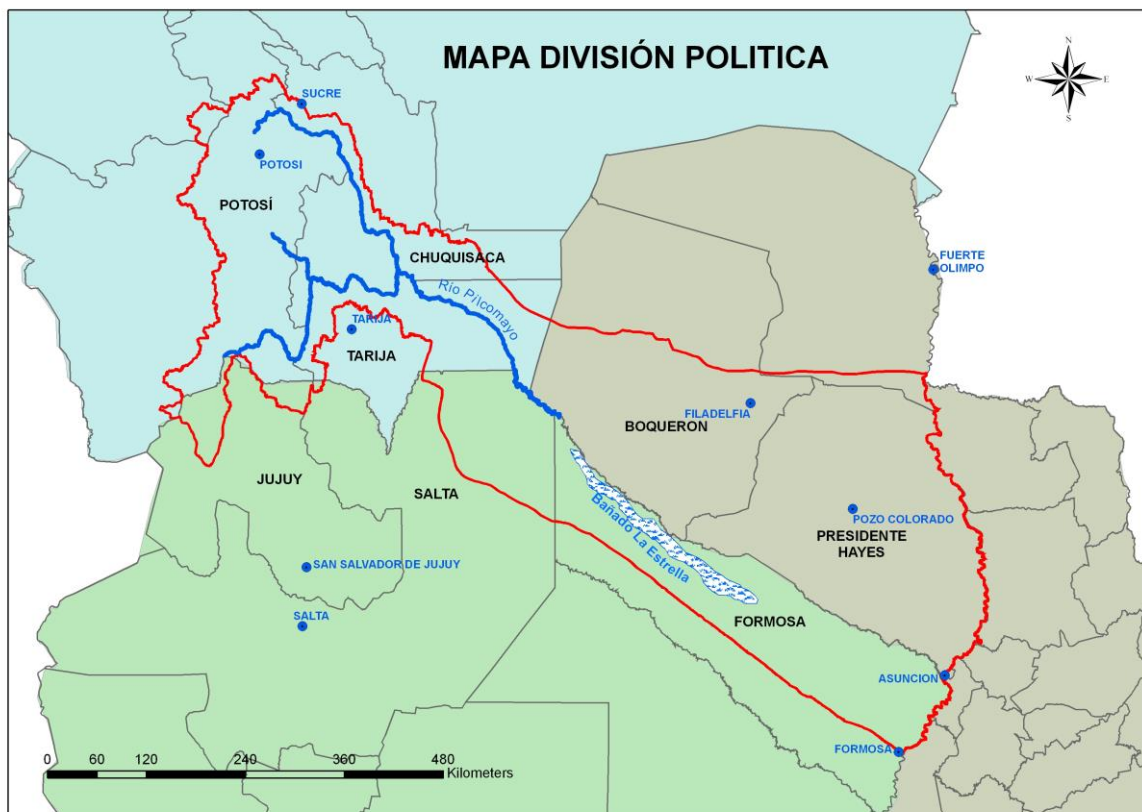 MAPA DIVISIÓN POLITICA
N
W
E
S
SUCRE
POTOSI
POTOSÍ
CHUQUISACA
FUERTE
OLIMPO
Río Pilcomayo
TARIJA
TARIJA
FILADELFIA
BOQUERON
JUJUY
SALTA
Bañado La Estrella
POZO COLORADO
PRESIDENTE
HAYES
SAN SALVADOR DE JUJUY
SALTA
FORMOSA
ASUNCION
FORMOSA
0 60 120 240 360 480
Kilometers